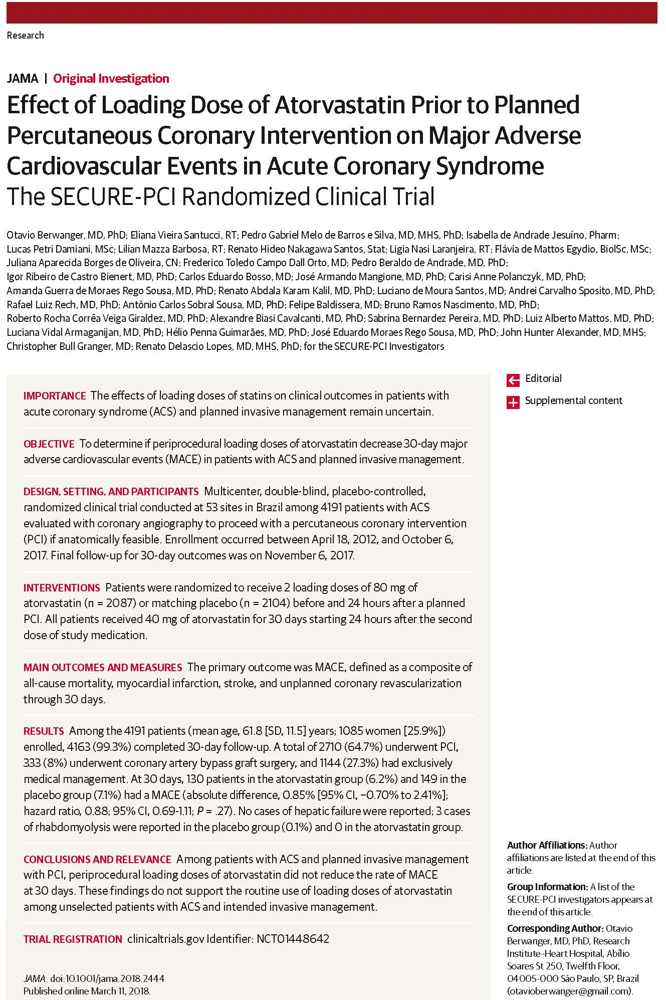 Research
JAMA | Original Investigation
Effect of Loading Dose of Atorvastatin Prior to Planned
Percutaneous Coronary Intervention on Major Adverse
Cardiovascular Events in Acute Coronary Syndrome
The SECURE-PCI Randomized Clinical Trial
Otavio Berwanger, MD, PhD; Eliana Vieira Santucci, RT; Pedro Gabriel Melo de Barros e Silva, MD, MHS, PhD; Isabella de Andrade Jesuíno, Pharm;
Lucas Petri Damiani, MSc; Lilian Mazza Barbosa, RT; Renato Hideo Nakagawa Santos, Stat; Ligia Nasi Laranjeira, RT; Flávia de Mattos Egydio, BiolSc, MSc;
Juliana Aparecida Borges de Oliveira, CN; Frederico Toledo Campo Dall Orto, MD; Pedro Beraldo de Andrade, MD, PhD;
Igor Ribeiro de Castro Bienert, MD, PhD; Carlos Eduardo Bosso, MD; José Armando Mangione, MD, PhD; Carisi Anne Polanczyk, MD, PhD;
Amanda Guerra de Moraes Rego Sousa, MD, PhD; Renato Abdala Karam Kalil, MD, PhD; Luciano de Moura Santos, MD; Andrei Carvalho Sposito, MD, PhD;
Rafael Luiz Rech, MD, PhD; Antônio Carlos Sobral Sousa, MD, PhD; Felipe Baldissera, MD; Bruno Ramos Nascimento, MD, PhD;
Roberto Rocha Corrêa Veiga Giraldez, MD, PhD; Alexandre Biasi Cavalcanti, MD, PhD; Sabrina Bernardez Pereira, MD, PhD; Luiz Alberto Mattos, MD, PhD;
Luciana Vidal Armaganijan, MD, PhD; Hélio Penna Guimarães, MD, PhD; José Eduardo Moraes Rego Sousa, MD, PhD; John Hunter Alexander, MD, MHS;
Christopher Bull Granger, MD; Renato Delascio Lopes, MD, MHS, PhD; for the SECURE-PCI Investigators
IMPORTANCE The effects of loading doses of statins on clinical outcomes in patients with
acute coronary syndrome (ACS) and planned invasive management remain uncertain.
OBJECTIVE To determine if periprocedural loading doses of atorvastatin decrease 30-day major
adverse cardiovascular events (MACE) in patients with ACS and planned invasive management.
DESIGN, SETTING, AND PARTICIPANTS Multicenter, double-blind, placebo-controlled,
randomized clinical trial conducted at 53 sites in Brazil among 4191 patients with ACS
evaluated with coronary angiography to proceed with a percutaneous coronary intervention
(PCI) if anatomically feasible. Enrollment occurred between April 18, 2012, and October 6,
2017. Final follow-up for 30-day outcomes was on November 6, 2017.
INTERVENTIONS Patients were randomized to receive 2 loading doses of 80 mg of
atorvastatin (n = 2087) or matching placebo (n = 2104) before and 24 hours after a planned
PCI. All patients received 40 mg of atorvastatin for 30 days starting 24 hours after the second
dose of study medication.
MAIN OUTCOMES AND MEASURES The primary outcome was MACE, defined as a composite of
all-cause mortality, myocardial infarction, stroke, and unplanned coronary revascularization
through 30 days.
RESULTS Among the 4191 patients (mean age, 61.8 [SD, 11.5] years; 1085 women [25.9%])
enrolled, 4163 (99.3%) completed 30-day follow-up. A total of 2710 (64.7%) underwent PCI,
333 (8%) underwent coronary artery bypass graft surgery, and 1144 (27.3%) had exclusively
medical management. At 30 days, 130 patients in the atorvastatin group (6.2%) and 149 in the
placebo group (7.1%) had a MACE (absolute difference, 0.85% [95% CI, −0.70% to 2.41%];
hazard ratio, 0.88; 95% CI, 0.69-1.11; P = .27). No cases of hepatic failure were reported; 3 cases
of rhabdomyolysis were reported in the placebo group (0.1%) and 0 in the atorvastatin group.
CONCLUSIONS AND RELEVANCE Among patients with ACS and planned invasive management
with PCI, periprocedural loading doses of atorvastatin did not reduce the rate of MACE
at 30 days. These findings do not support the routine use of loading doses of atorvastatin
among unselected patients with ACS and intended invasive management.
TRIAL REGISTRATION clinicaltrials.gov Identifier: NCT01448642
JAMA. doi:10.1001/jama.2018.2444
Published online March 11, 2018.
Editorial
Supplemental content
Author Affiliations: Author
affiliations are listed at the end of this
article.
Group Information: A list of the
SECURE-PCI investigators appears at
the end of this article.
Corresponding Author: Otavio
Berwanger, MD, PhD, Research
Institute–Heart Hospital, Abílio
Soares St 250, Twelfth Floor,
04005-000 São Paulo, SP, Brazil
(otavioberwanger@gmail.com).